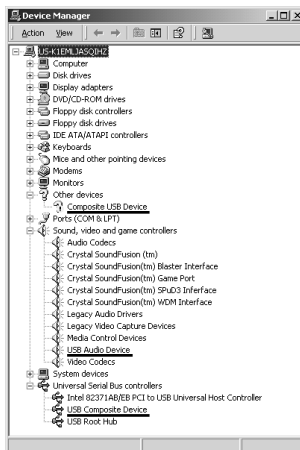 Device Manager
Action View
US-K1EMLJASQIHZ
Computer
Disk drives
Display adapters
DVD/CD-ROM drives
Floppy disk controllers
Floppy disk drives
IDE ATA/ATAPI controllers
Keyboards
Mice and other pointing devices
Modems
Monitors
Other devices
Composite USB Device
Ports (COM & LPT)
Sound, video and game controllers
Audio Codecs
Crystal SoundFusion (tm)
Crystal SoundFusion(tm) Blaster Interface
Crystal SoundFusion(tm) Game Port
Crystal SoundFusion(tm) SPuD3 Inferface
Crystal SoundFusion(tm) WDM Interface
Legacy Audio Drivers
Legacy Video Capture Devices
Media Control Devices
USB Audio Device
Video Codecs
System devices
Universal Serial Bus controllers
Intel 82371AB/EB PCI to USB Universal Host Controller
USB Composite Device
USB Root Hub